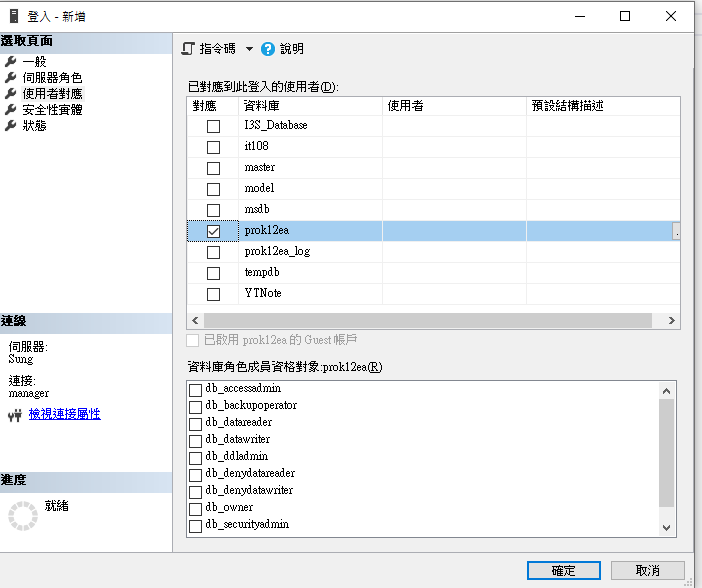 登入 - 新增
選取頁面
一般
伺服器角色
使用者對應
安全性實體
狀態
指令碼 說明
已對應到此登入的使用者(D):
對應 資料庫 使用者 預設結構描述
I3S_Database
it108
master
model
msdb
prok12ea
prok12ea_log
tempdb
YTNote
已啟用 prok12ea 的 Guest 帳戶
資料庫角色成員資格對象:prok12ea(R)
db_accessadmin
db_backupoperator
db_datareader
db_datawriter
db_ddladmin
db_denydatareader
db_denydatawriter
db_owner
db_securityadmin
連線
伺服器:
Sung
連接:
manager
檢視連接屬性
進度
就緒
確定 取消